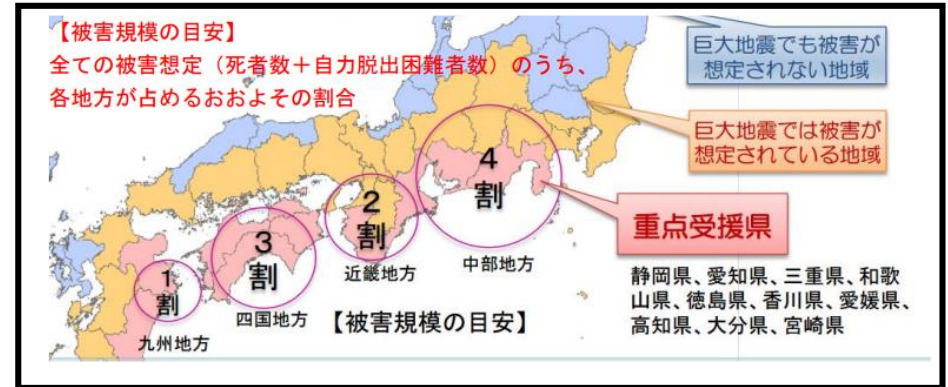 【被害規模の目安】
全ての被害想定（死者数＋自力脱出困難者数）のうち、
各地方が占めるおおよその割合
巨大地震でも被害が
想定されない地域
巨大地震では被害が
想定されている地域
4
割
中部地方
2
割
近畿地方
3
割
四国地方
1
割
九州地方
重点受援県
静岡県、愛知県、三重県、和歌
山県、徳島県、香川県、愛媛県、
高知県、大分県、宮崎県
【被害規模の目安】